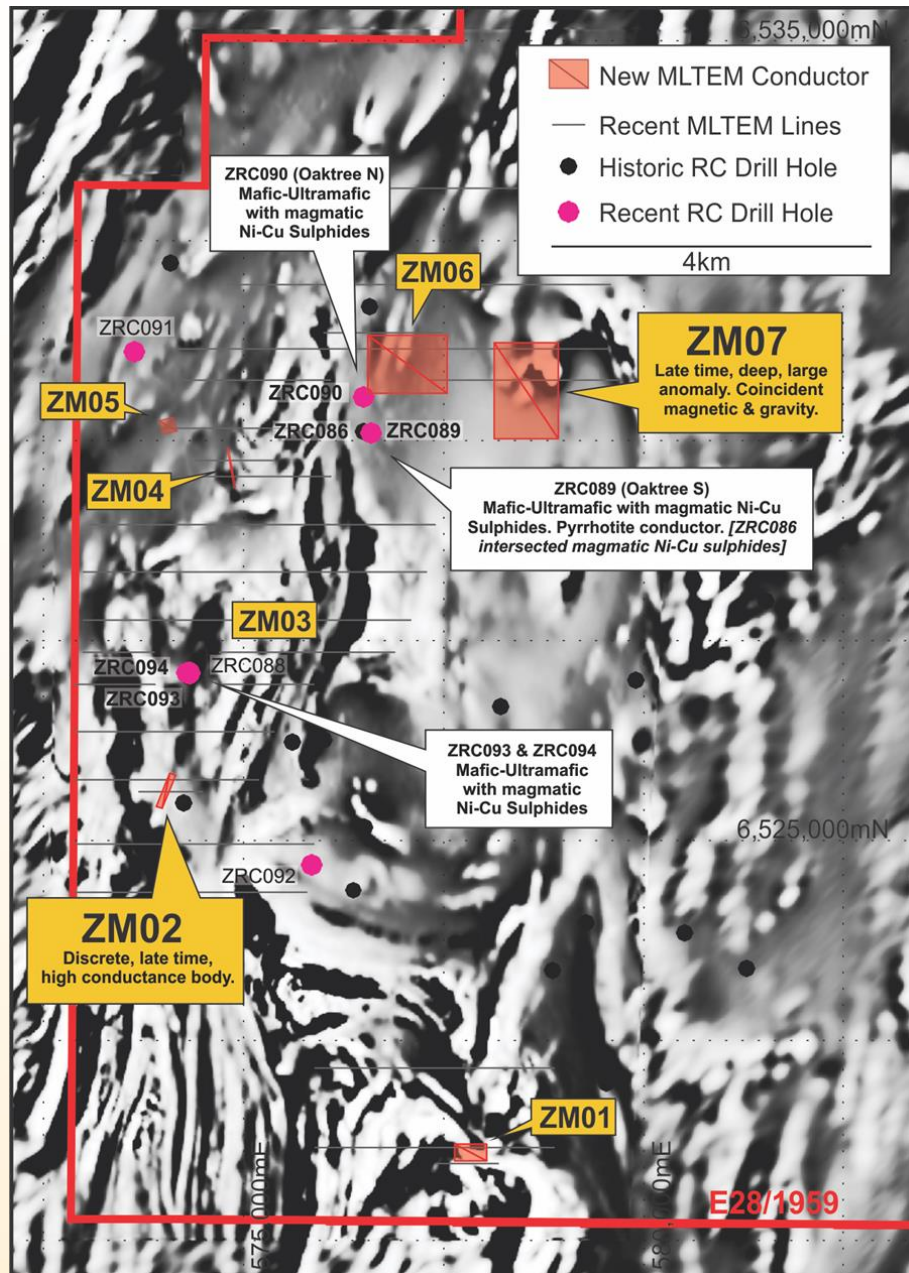 6,535,000mN
New MLTEM Conductor
Recent MLTEM Lines
Historic RC Drill Hole
Recent RC Drill Hole
4km
ZRC090 (Oaktree N)
Mafic-Ultramafic
with magmatic
Ni-Cu Sulphides
ZM06
ZRC091
ZM07
Late time, deep, large
anomaly. Coincident
magnetic & gravity.
ZRC090
ZM05
ZRC086
ZRC089
ZM04
ZRC089 (Oaktree S)
Mafic-Ultramafic with magmatic Ni-Cu
Sulphides. Pyrrhotite conductor. [ZRC086
intersected magmatic Ni-Cu sulphides]
ZM03
ZRC094
ZRC088
ZRC093
ZRC093 & ZRC094
Mafic-Ultramafic
with magmatic
Ni-Cu Sulphides
6,525,000mN
ZRC092
ZM02
Discrete, late time,
high conductance body.
ZM01
575,000mE
580,000mE
E28/1959